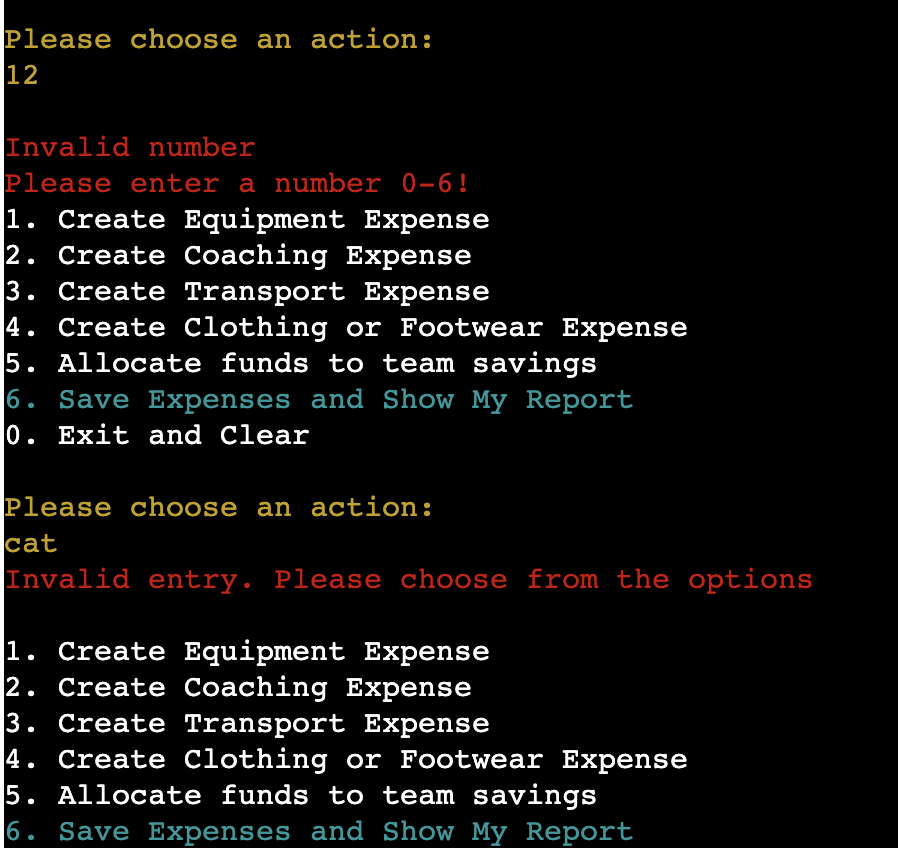 Please choose an action:
12
Invalid number
Please enter a number 0-6!
1. Create Equipment Expense
2. Create Coaching Expense
3. Create Transport Expense
4. Create Clothing or Footwear Expense
5. Allocate funds to team savings
6. Save Expenses and Show My Report
0. Exit and Clear
Please choose an action:
cat
Invalid entry. Please choose from the options
1. Create Equipment Expense
2. Create Coaching Expense
3. Create Transport Expense
4. Create Clothing or Footwear Expense
5. Allocate funds to team savings
6. Save Expenses and Show My Report